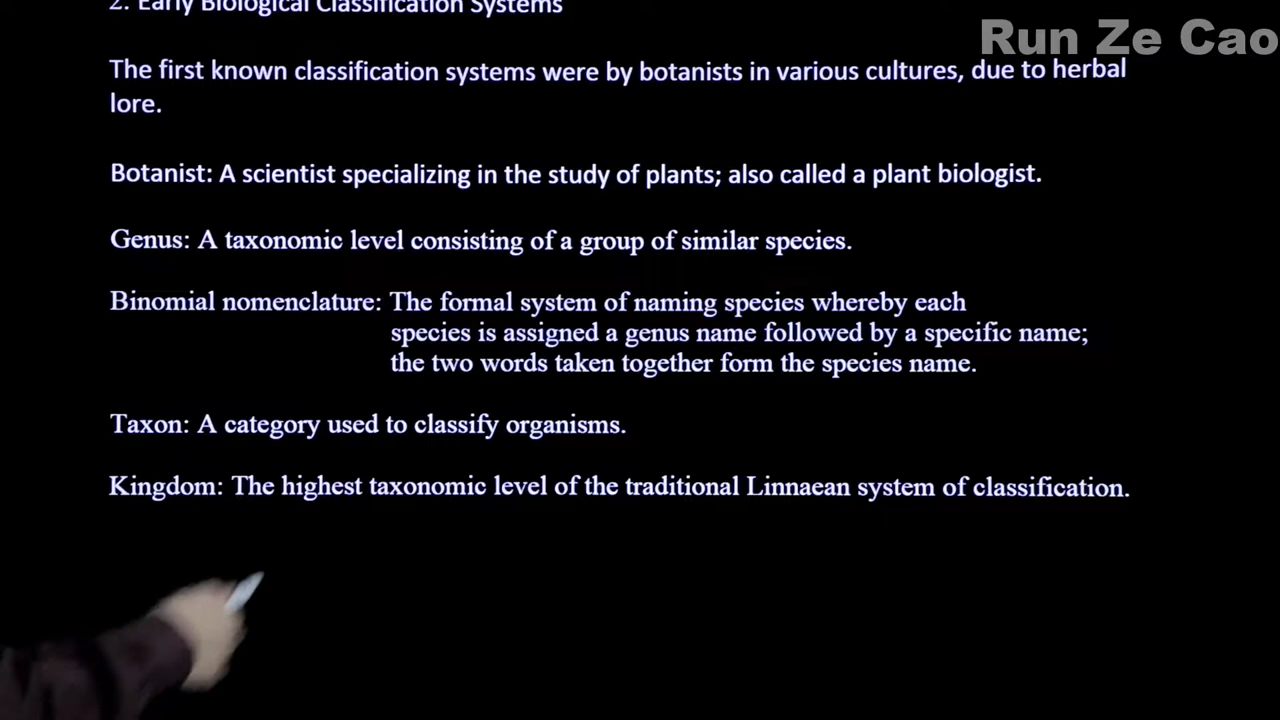 2. Early Biological Classification Systems
Run Ze Cao
The first known classification systems were by botanists in various cultures, due to herbal
lore.
Botanist: A scientist specializing in the study of plants; also called a plant biologist.
Genus: A taxonomic level consisting of a group of similar species.
Binomial nomenclature: The formal system of naming species whereby each
species is assigned a genus name followed by a specific name;
the two words taken together form the species name.
Taxon: A category used to classify organisms.
Kingdom: The highest taxonomic level of the traditional Linnaean system of classification.